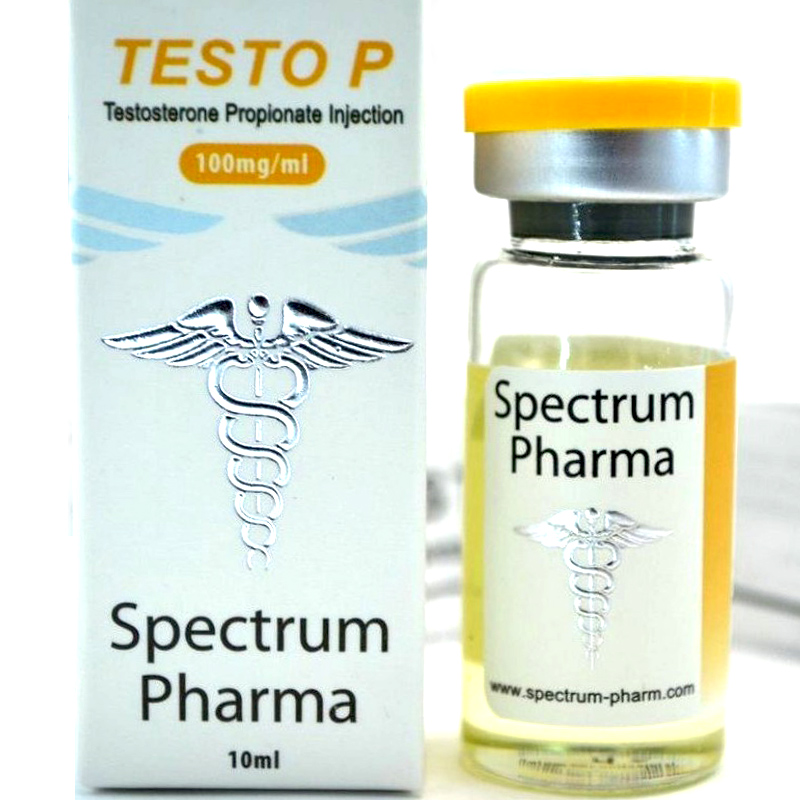 TESTO P
Testosterone Propionate Injection
100mg/ml
Spectrum
Pharma
10ml
Spectrum
Pharma
www.spectrum-pharm.com